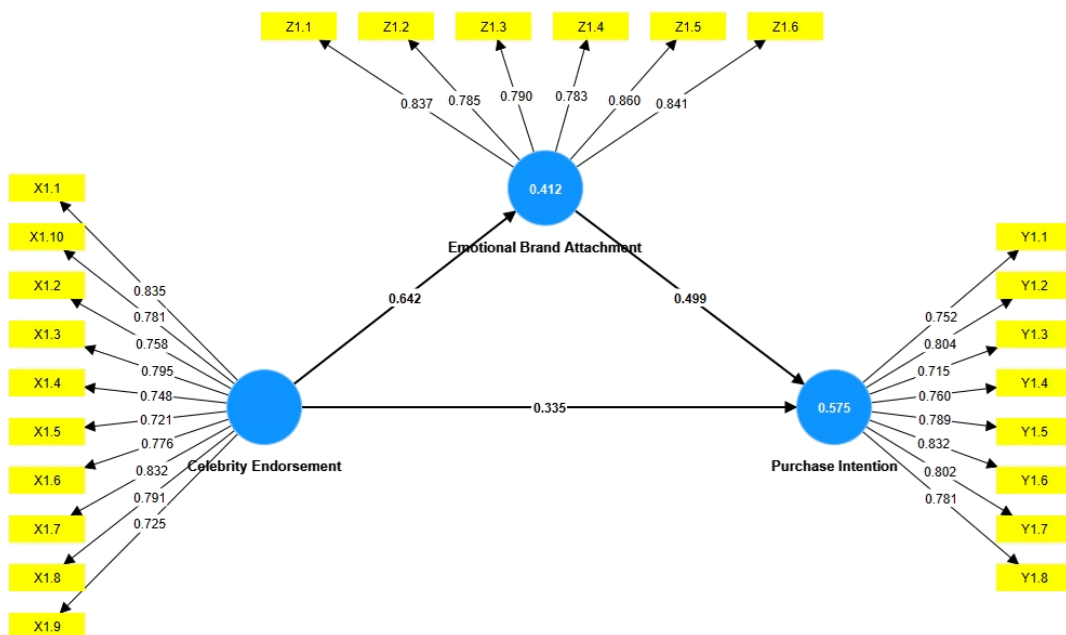 Z1.1 Z1.2 Z1.3 Z1.4 Z1.5 Z1.6
0.837 0.785 0.790 0.783 0.860 0.841
0.412
Emotional Brand Attachment
X1.1
X1.10
X1.2
X1.3
X1.4
X1.5
X1.6
X1.7
X1.8
X1.9
0.835
0.781
0.758
0.795
0.748
0.721
0.776
0.832
0.791
0.725
Celebrity Endorsement
0.642
0.499
0.335
0.575
Purchase Intention
0.752
0.804
0.715
0.760
0.789
0.832
0.802
0.781
Y1.1
Y1.2
Y1.3
Y1.4
Y1.5
Y1.6
Y1.7
Y1.8